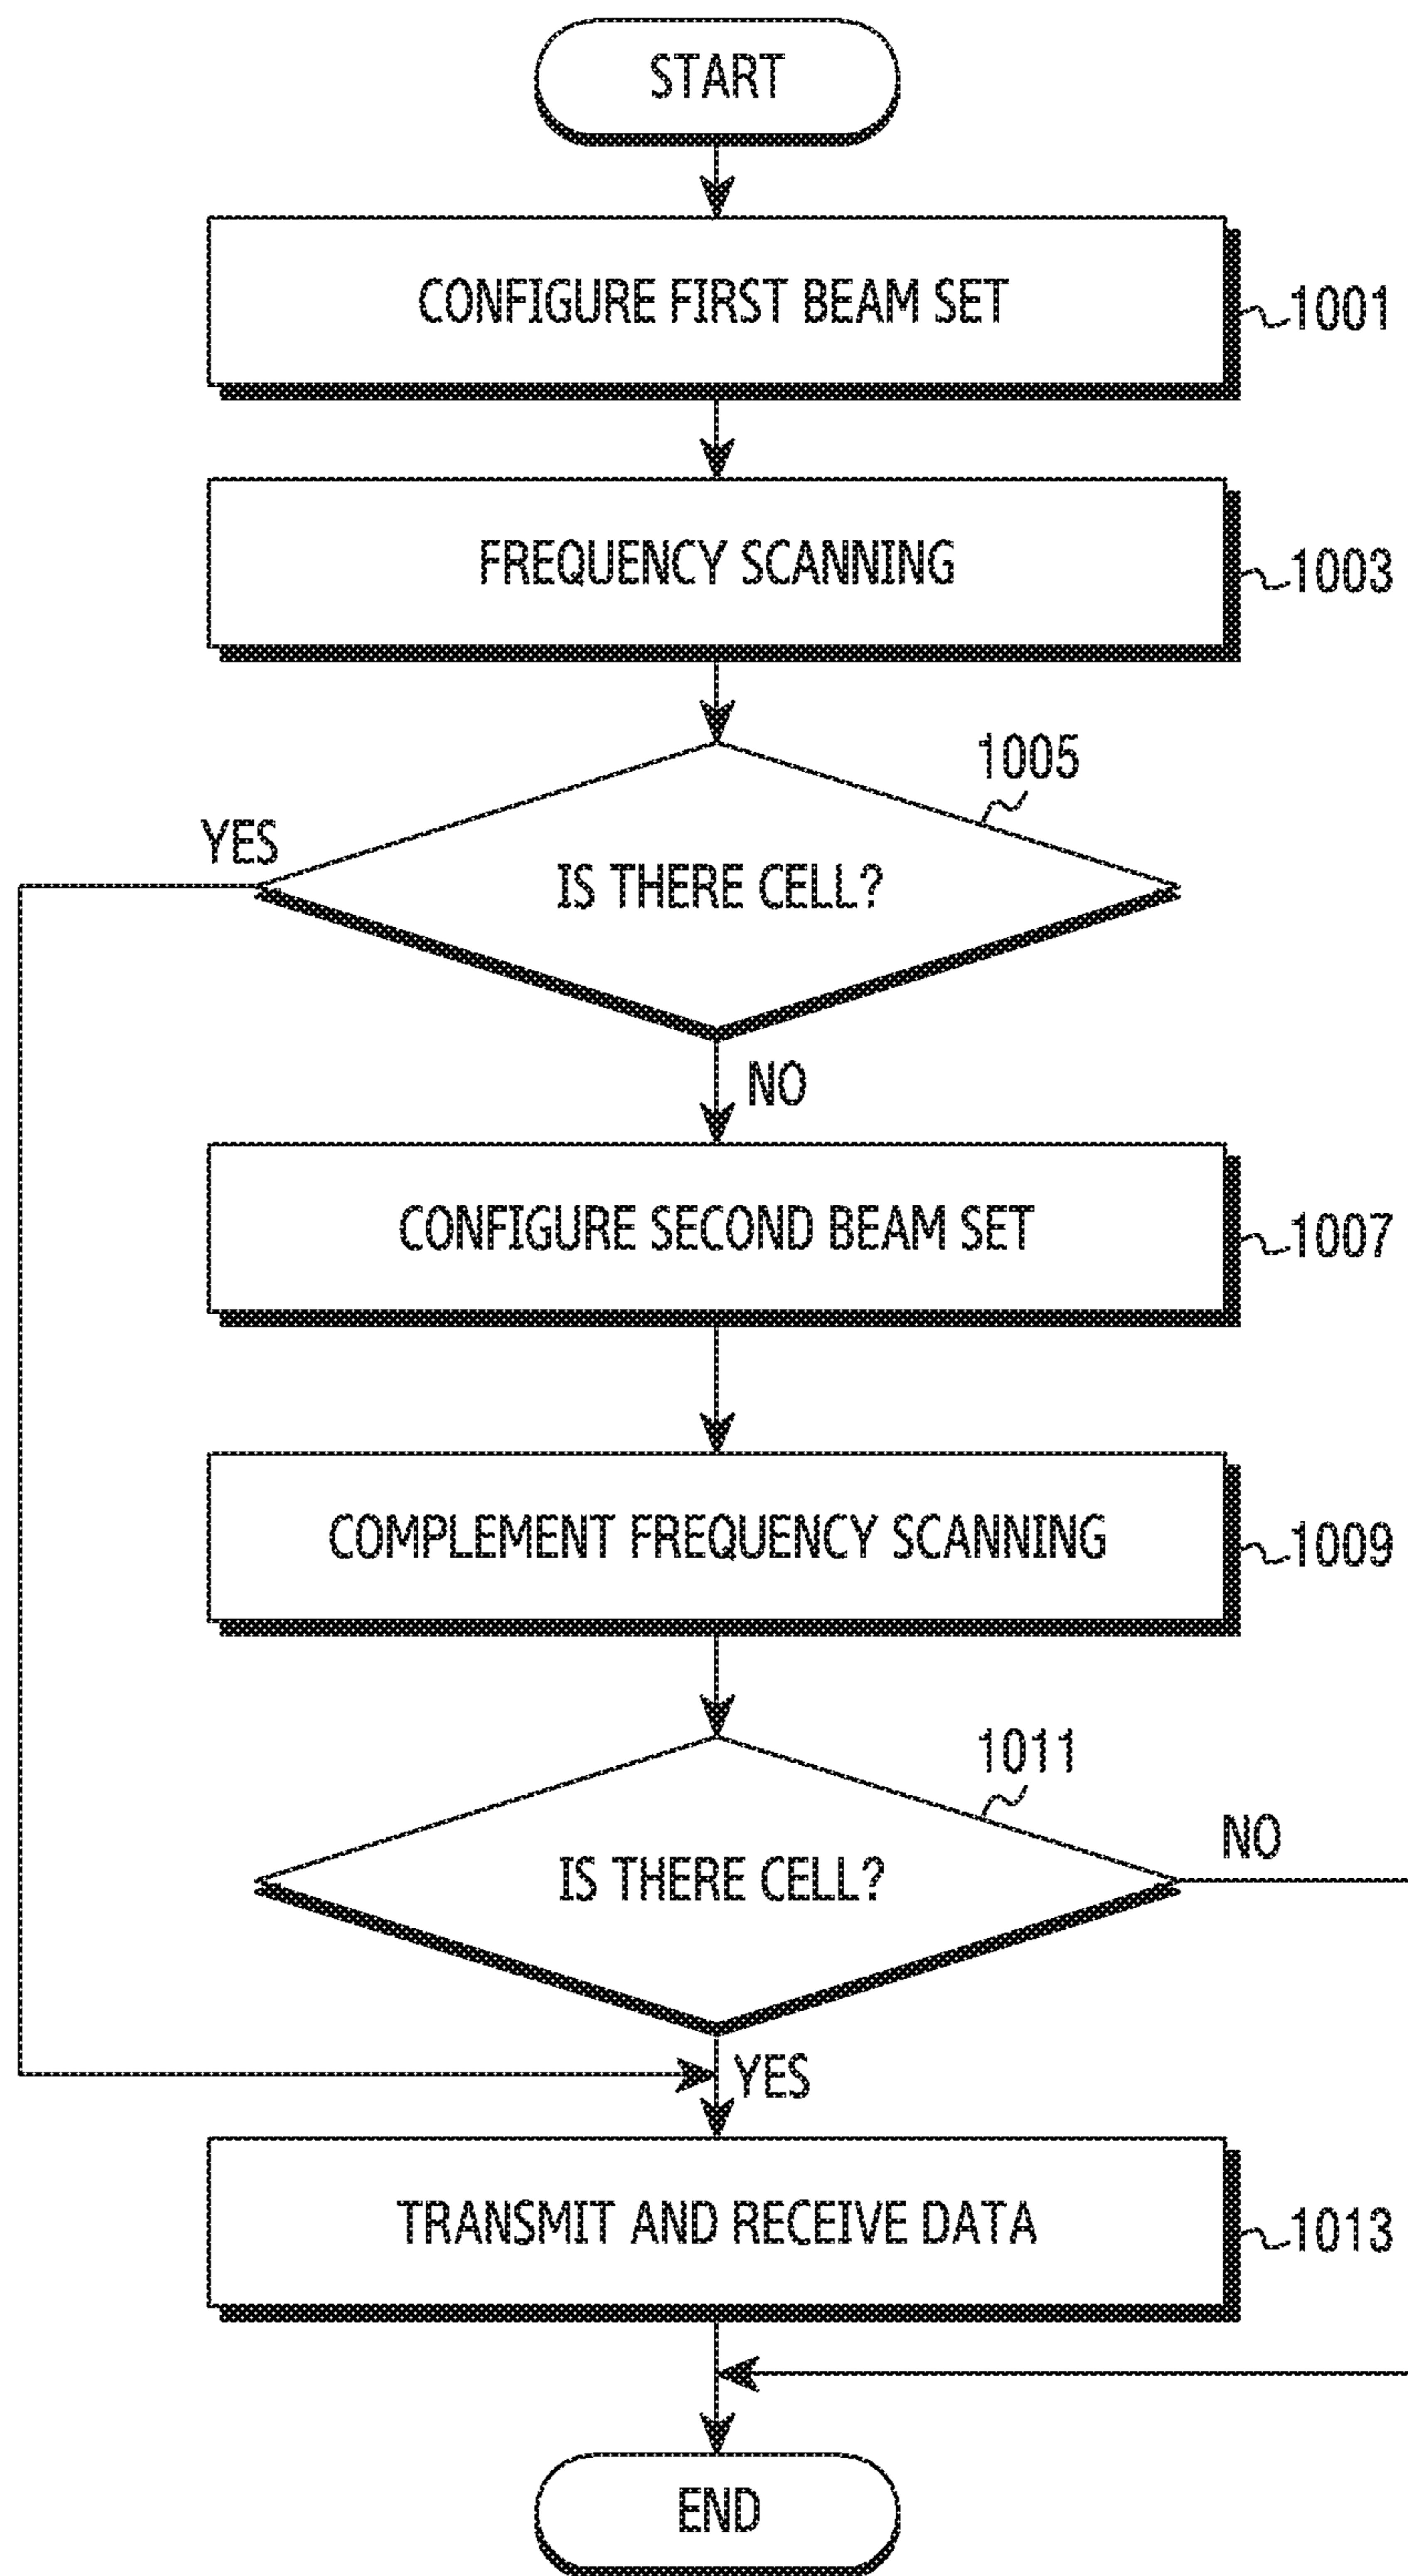 START
CONFIGURE FIRST BEAM SET
1001
FREQUENCY SCANNING
1003
1005
YES
IS THERE CELL?
NO
CONFIGURE SECOND BEAM SET
1007
COMPLEMENT FREQUENCY SCANNING
1009
1011
NO
IS THERE CELL?
YES
TRANSMIT AND RECEIVE DATA
1013
END